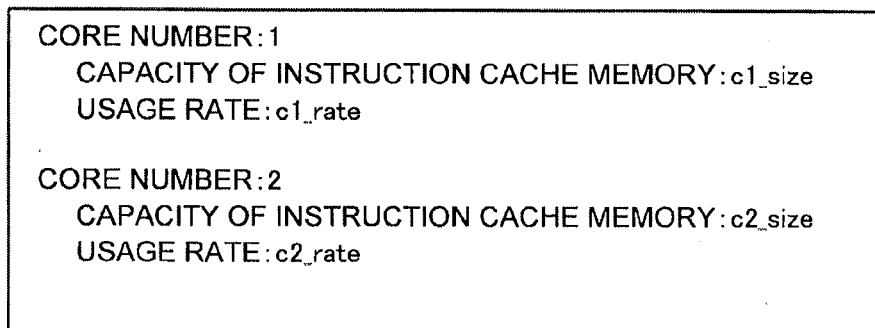 CORE NUMBER:1
CAPACITY OF INSTRUCTION CACHE MEMORY:c1_size
USAGE RATE:c1_rate
CORE NUMBER:2
CAPACITY OF INSTRUCTION CACHE MEMORY:c2_size
USAGE RATE:c2_rate